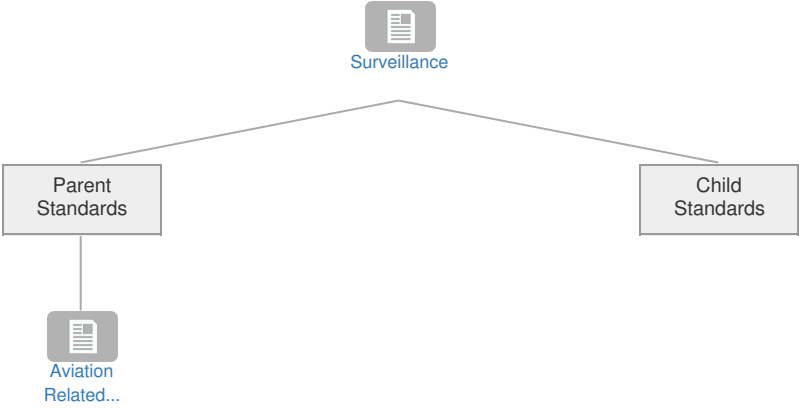 Surveillance
Parent
Standards
Child
Standards
Aviation
Related...